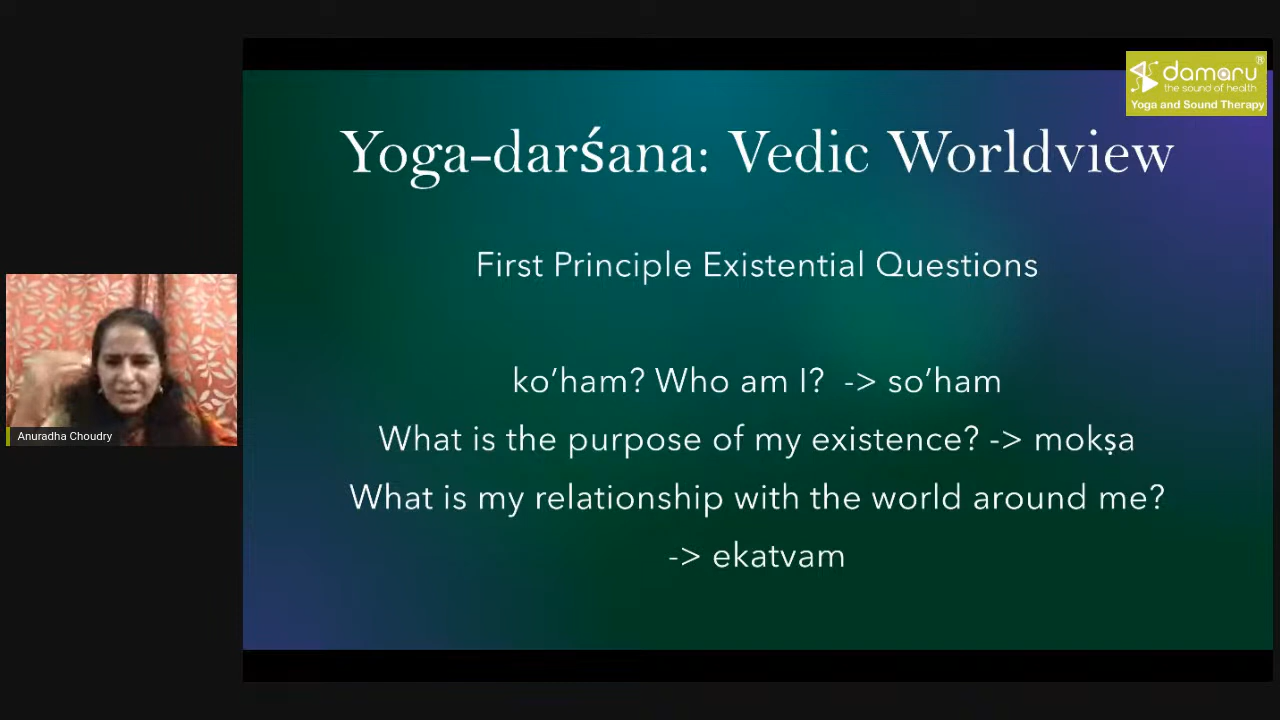 damaru®
the sound of health
Yoga and Sound Therapy
Yoga-darśana: Vedic Worldview
First Principle Existential Questions
ko’ham? Who am I? -> so’ham
What is the purpose of my existence? -> mokṣa
What is my relationship with the world around me?
-> ekatvam
Anuradha Choudry